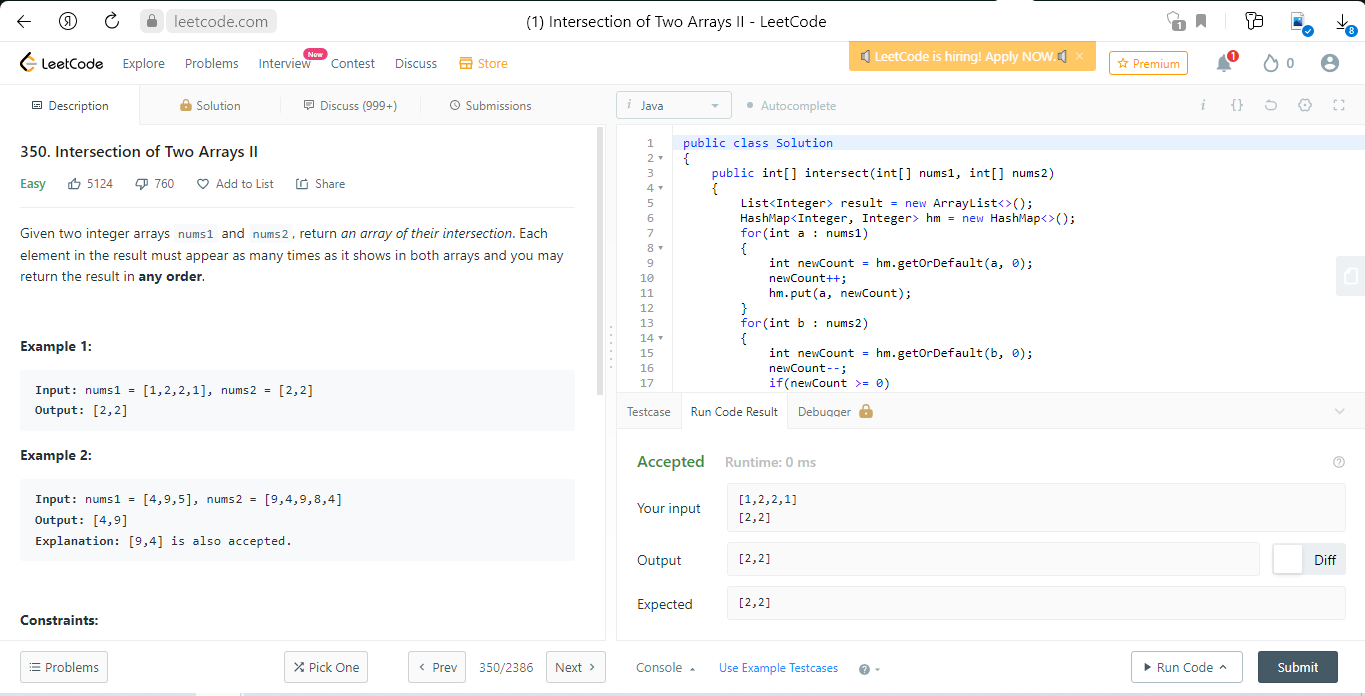 leetcode.com
(1) Intersection of Two Arrays II - LeetCode
1
8
LeetCode
Explore
Problems
Interview
New
Contest
Discuss
Store
LeetCode is hiring! Apply NOW.
Premium
1
0
Description
Solution
Discuss (999+)
Submissions
350. Intersection of Two Arrays II
Easy
5124
760
Add to List
Share
Given two integer arrays nums1 and nums2, return an array of their intersection. Each
element in the result must appear as many times as it shows in both arrays and you may
return the result in any order.
Example 1:
Input: nums1 = [1,2,2,1], nums2 = [2,2]
Output: [2,2]
Example 2:
Input: nums1 = [4,9,5], nums2 = [9,4,9,8,4]
Output: [4,9]
Explanation: [9,4] is also accepted.
Constraints:
Problems
Pick One
Prev
350/2386
Next
i Java
Autocomplete
i {}
1 public class Solution
2 {
3 public int[] intersect(int[] nums1, int[] nums2)
4 {
5 List<Integer> result = new ArrayList<>();
6 HashMap<Integer, Integer> hm = new HashMap<>();
7 for(int a : nums1)
8 {
9 int newCount = hm.getOrDefault(a, 0);
10 newCount++;
11 hm.put(a, newCount);
12 }
13 for(int b : nums2)
14 {
15 int newCount = hm.getOrDefault(b, 0);
16 newCount--;
17 if(newCount >= 0)
Testcase
Run Code Result
Debugger
Accepted
Runtime: 0 ms
Your input
[1,2,2,1]
[2,2]
Output
[2,2]
Diff
Expected
[2,2]
Console
Use Example Testcases
Run Code
Submit